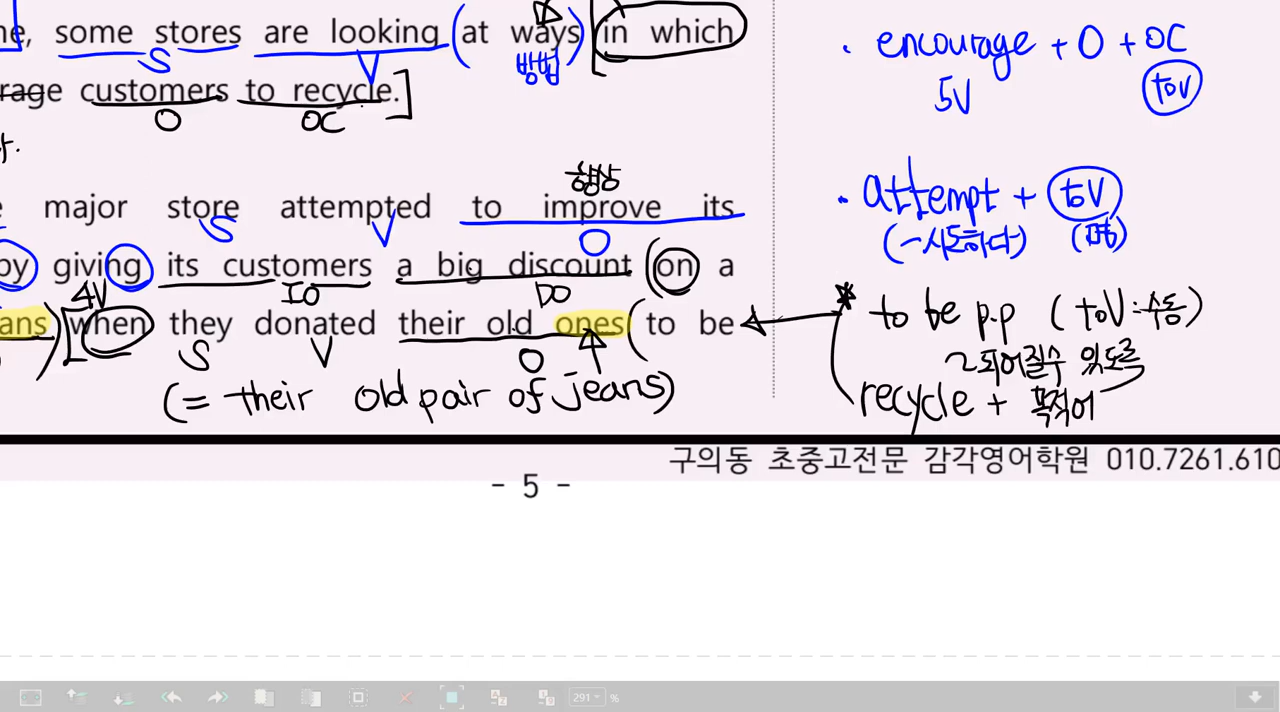 me, some stores are looking (at ways) [in which
S V 방법
rage customers to recycle.]
O OC
다.
향상
major store attempted to improve its
S V O
by giving its customers a big discount (on a
4V IO DO
ans) [when they donated their old ones (to be
S V O
(= their old pair of jeans)
· encourage + O + OC
5V toV
· attempt + toV
(~시도하다)
* to be p.p (toV:수동)
~되어질수 있도록
recycle + 목적어
구의동 초중고전문 감각영어학원 010.7261.610
- 5 -
291 %